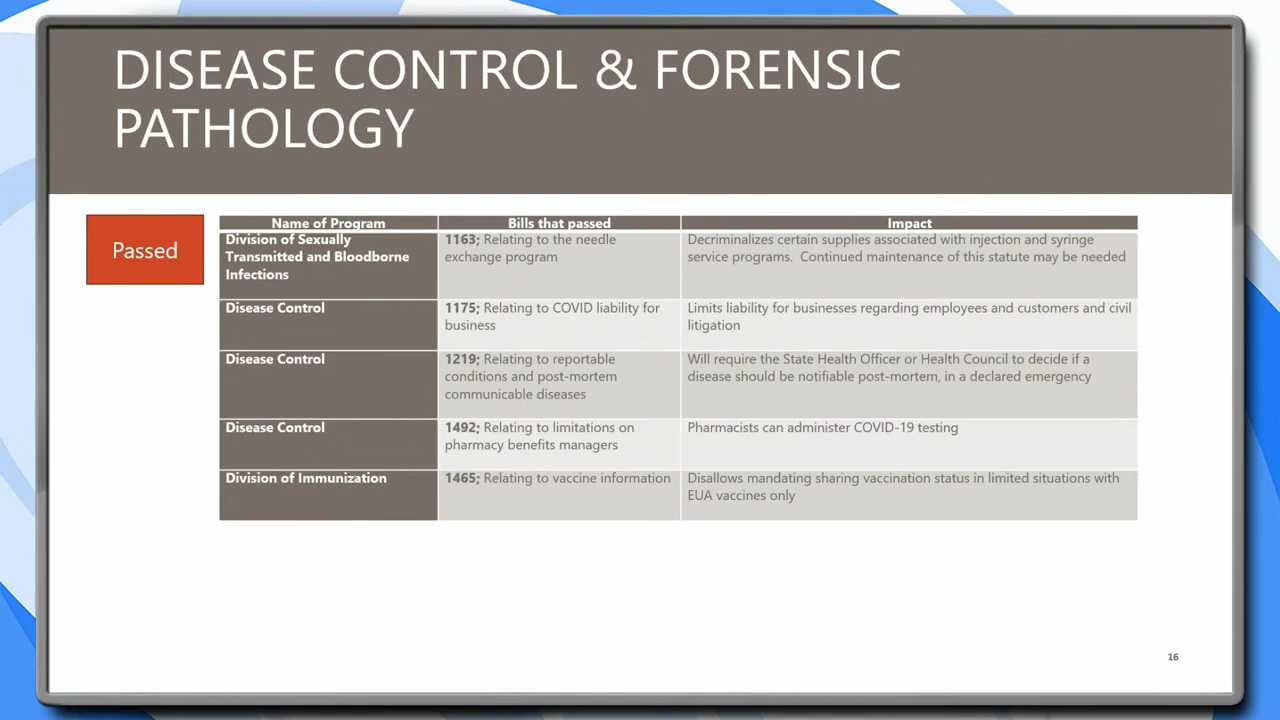 DISEASE CONTROL & FORENSIC
PATHOLOGY
Passed
Name of Program
Bills that passed
Impact
Division of Sexually
Transmitted and Bloodborne
Infections
1163; Relating to the needle
exchange program
Decriminalizes certain supplies associated with injection and syringe
service programs. Continued maintenance of this statute may be needed
Disease Control
1175; Relating to COVID liability for
business
Limits liability for businesses regarding employees and customers and civil
litigation
Disease Control
1219; Relating to reportable
conditions and post-mortem
communicable diseases
Will require the State Health Officer or Health Council to decide if a
disease should be notifiable post-mortem, in a declared emergency
Disease Control
1492; Relating to limitations on
pharmacy benefits managers
Pharmacists can administer COVID-19 testing
Division of Immunization
1465; Relating to vaccine information
Disallows mandating sharing vaccination status in limited situations with
EUA vaccines only
16